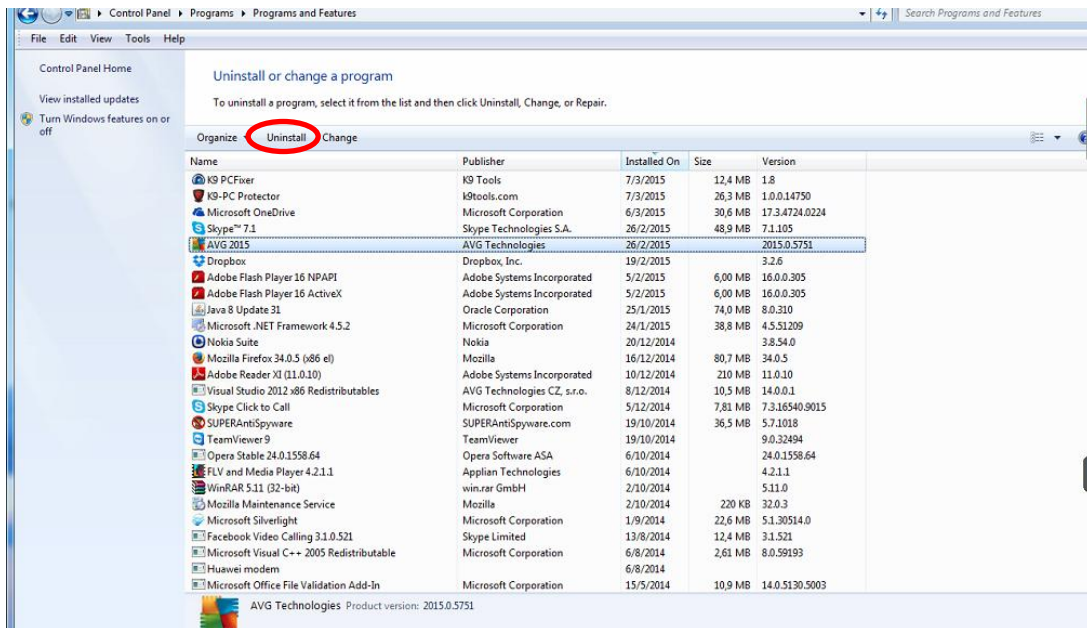 Control Panel Programs Programs and Features Search Programs and Features
File Edit View Tools Help
Control Panel Home
View installed updates
Turn Windows features on or
off
Uninstall or change a program
To uninstall a program, select it from the list and then click Uninstall, Change, or Repair.
Organize Uninstall Change
Name Publisher Installed On Size Version
K9 PCFixer K9 Tools 7/3/2015 12,4 MB 1.8
K9-PC Protector k9tools.com 7/3/2015 26,3 MB 1.0.0.14750
Microsoft OneDrive Microsoft Corporation 6/3/2015 30,6 MB 17.3.4724.0224
Skype™ 7.1 Skype Technologies S.A. 26/2/2015 48,9 MB 7.1.105
AVG 2015 AVG Technologies 26/2/2015 2015.0.5751
Dropbox Dropbox, Inc. 19/2/2015 3.2.6
Adobe Flash Player 16 NPAPI Adobe Systems Incorporated 5/2/2015 6,00 MB 16.0.0.305
Adobe Flash Player 16 ActiveX Adobe Systems Incorporated 5/2/2015 6,00 MB 16.0.0.305
Java 8 Update 31 Oracle Corporation 25/1/2015 74,0 MB 8.0.310
Microsoft .NET Framework 4.5.2 Microsoft Corporation 24/1/2015 38,8 MB 4.5.51209
Nokia Suite Nokia 20/12/2014 3.8.54.0
Mozilla Firefox 34.0.5 (x86 el) Mozilla 16/12/2014 80,7 MB 34.0.5
Adobe Reader XI (11.0.10) Adobe Systems Incorporated 10/12/2014 210 MB 11.0.10
Visual Studio 2012 x86 Redistributables AVG Technologies CZ, s.r.o. 8/12/2014 10,5 MB 14.0.0.1
Skype Click to Call Microsoft Corporation 5/12/2014 7,81 MB 7.3.16540.9015
SUPERAntiSpyware SUPERAntiSpyware.com 19/10/2014 36,5 MB 5.7.1018
TeamViewer 9 TeamViewer 19/10/2014 9.0.32494
Opera Stable 24.0.1558.64 Opera Software ASA 6/10/2014 24.0.1558.64
FLV and Media Player 4.2.1.1 Applian Technologies 6/10/2014 4.2.1.1
WinRAR 5.11 (32-bit) win.rar GmbH 2/10/2014 5.11.0
Mozilla Maintenance Service Mozilla 2/10/2014 220 KB 32.0.3
Microsoft Silverlight Microsoft Corporation 1/9/2014 22,6 MB 5.1.30514.0
Facebook Video Calling 3.1.0.521 Skype Limited 13/8/2014 12,4 MB 3.1.521
Microsoft Visual C++ 2005 Redistributable Microsoft Corporation 6/8/2014 2,61 MB 8.0.59193
Huawei modem 6/8/2014
Microsoft Office File Validation Add-In Microsoft Corporation 15/5/2014 10,9 MB 14.0.5130.5003
AVG Technologies Product version: 2015.0.5751